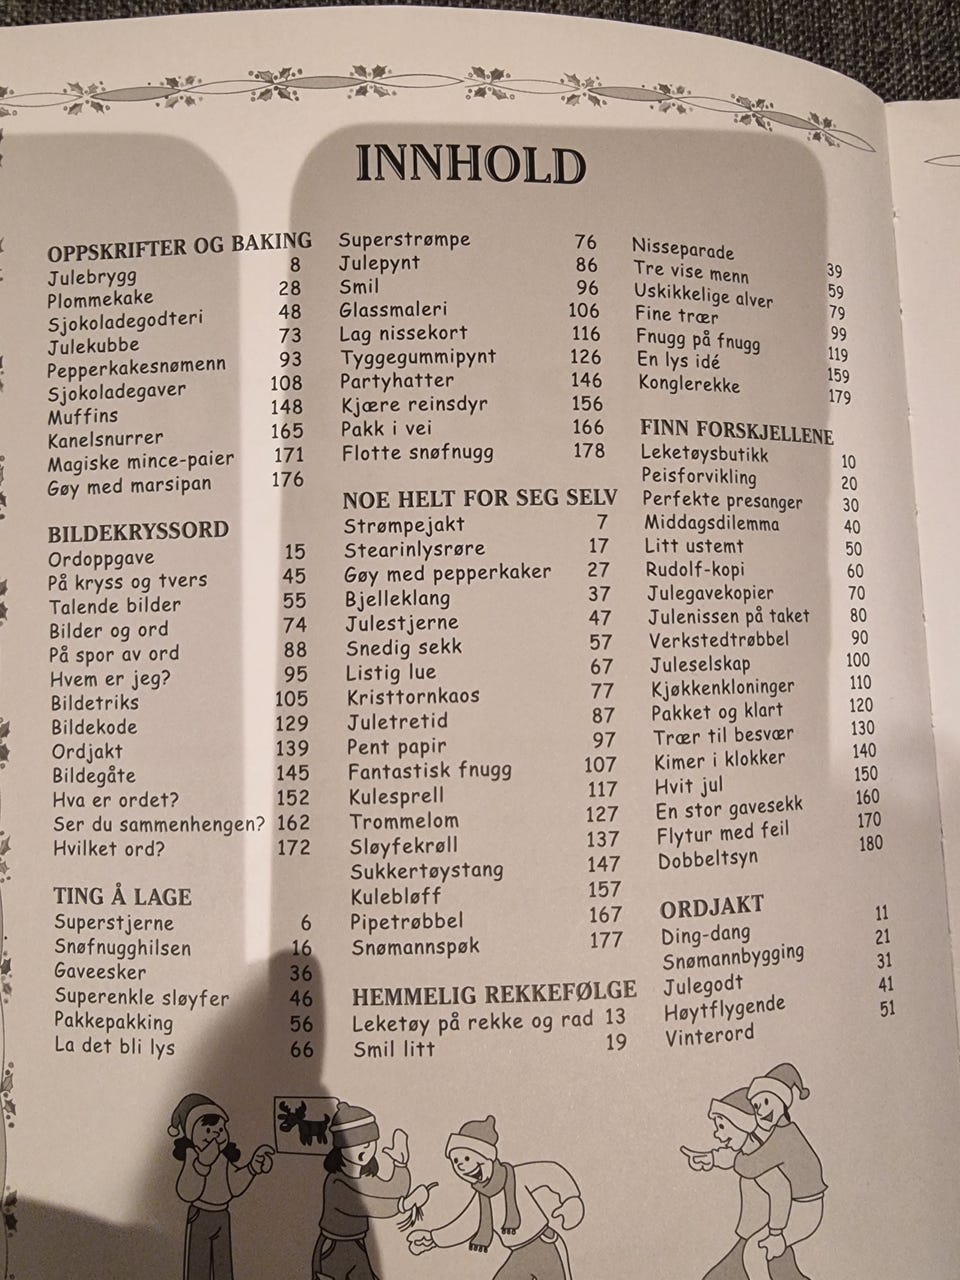 INNHOLD
OPPSKRIFTER OG BAKING
Julebrygg 8
Plommekake 28
Sjokoladegodteri 48
Julekubbe 73
Pepperkakesnømenn 93
Sjokoladegaver 108
Muffins 148
Kanelsnurrer 165
Magiske mince-paier 171
Gøy med marsipan 176
BILDEKRYSSORD
Ordoppgave 15
På kryss og tvers 45
Talende bilder 55
Bilder og ord 74
På spor av ord 88
Hvem er jeg? 95
Bildetriks 105
Bildekode 129
Ordjakt 139
Bildegåte 145
Hva er ordet? 152
Ser du sammenhengen? 162
Hvilket ord? 172
TING Å LAGE
Superstjerne 6
Snøfnugghilsen 16
Gaveesker 36
Superenkle sløyfer 46
Pakkepakking 56
La det bli lys 66
Superstrømpe 76
Julepynt 86
Smil 96
Glassmaleri 106
Lag nissekort 116
Tyggegummipynt 126
Partyhatter 146
Kjære reinsdyr 156
Pakk i vei 166
Flotte snøfnugg 178
NOE HELT FOR SEG SELV
Strømpejakt 7
Stearinlysrøre 17
Gøy med pepperkaker 27
Bjelleklang 37
Julestjerne 47
Snedig sekk 57
Listig lue 67
Kristtornkaos 77
Juletretid 87
Pent papir 97
Fantastisk fnugg 107
Kulesprell 117
Trommelom 127
Sløyfekrøll 137
Sukkertøystang 147
Kulebløff 157
Pipetrøbbel 167
Snømannspøk 177
HEMMELIG REKKEFØLGE
Leketøy på rekke og rad 13
Smil litt 19
Nisseparade 39
Tre vise menn 59
Uskikkelige alver 79
Fine trær 99
Fnugg på fnugg 119
En lys idé 159
Konglerekke 179
FINN FORSKJELLENE
Leketøysbutikk 10
Peisforvikling 20
Perfekte presanger 30
Middagsdilemma 40
Litt ustemt 50
Rudolf-kopi 60
Julegavekopier 70
Julenissen på taket 80
Verkstedtrøbbel 90
Juleselskap 100
Kjøkkenkloninger 110
Pakket og klart 120
Trær til besvær 130
Kimer i klokker 140
Hvit jul 150
En stor gavesekk 160
Flytur med feil 170
Dobbeltsyn 180
ORDJAKT
Ding-dang 11
Snømannbygging 21
Julegodt 31
Høytflygende 41
Vinterord 51